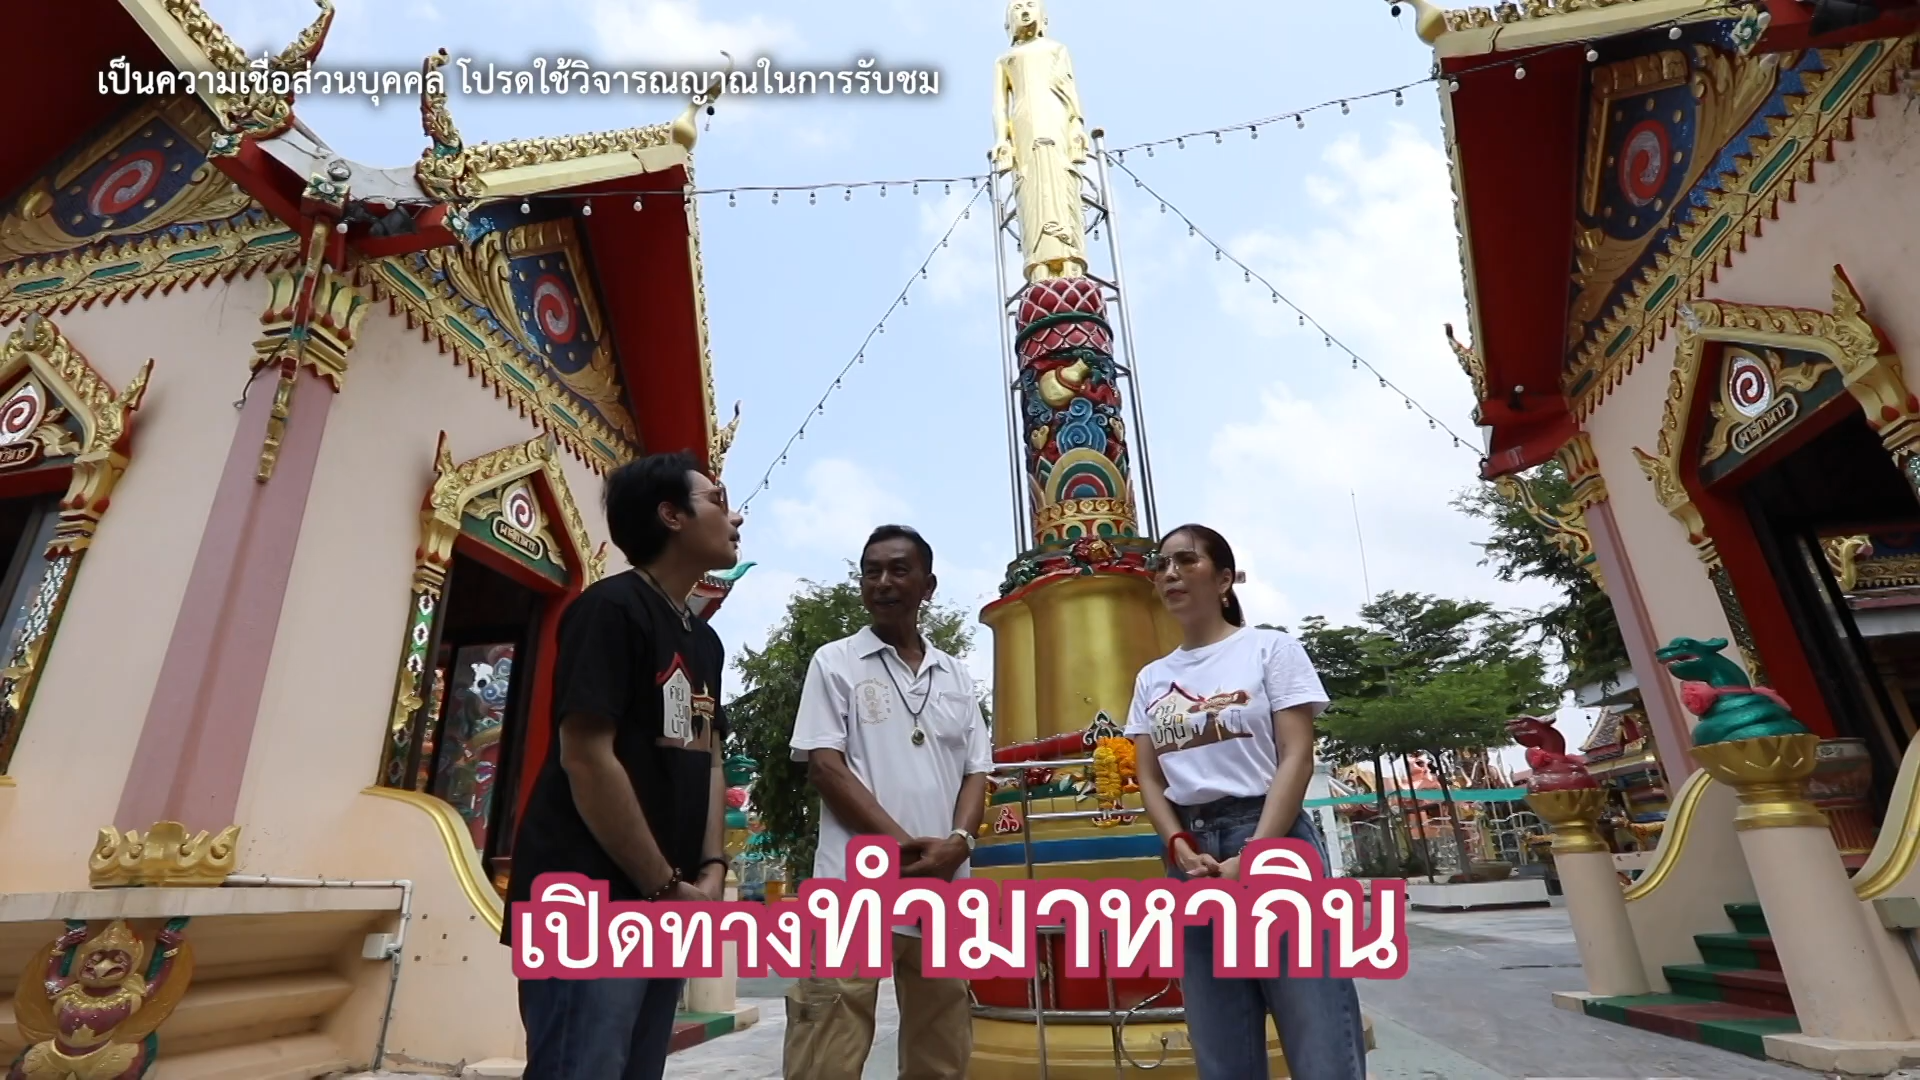 เป็นความเชื่อส่วนบุคคล โปรดใช้วิจารณญาณในการรับชม
เปิดทางทำมาหากิน